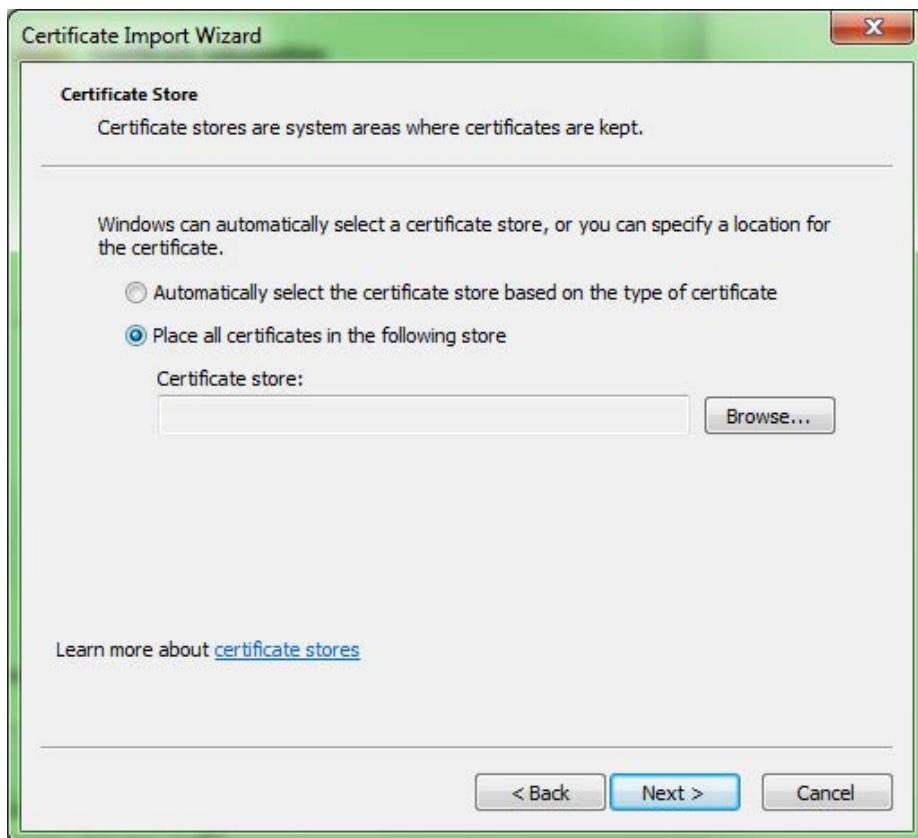 Certificate Import Wizard
Certificate Store
Certificate stores are system areas where certificates are kept.
Windows can automatically select a certificate store, or you can specify a location for
the certificate.
Automatically select the certificate store based on the type of certificate
Place all certificates in the following store
Certificate store:
Browse...
Learn more about certificate stores
< Back Next > Cancel